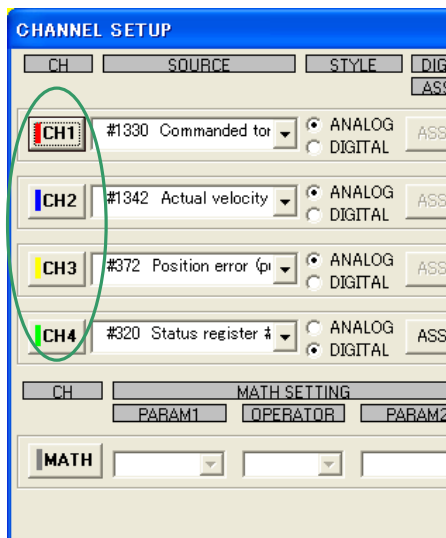 CHANNEL SETUP
CH SOURCE STYLE DIG
ASS
CH1 #1330 Commanded tor ANALOG ASS
DIGITAL
CH2 #1342 Actual velocity ANALOG ASS
DIGITAL
CH3 #372 Position error (p ANALOG ASS
DIGITAL
CH4 #320 Status register # ANALOG ASS
DIGITAL
CH MATH SETTING
PARAM1 OPERATOR PARAM2
MATH